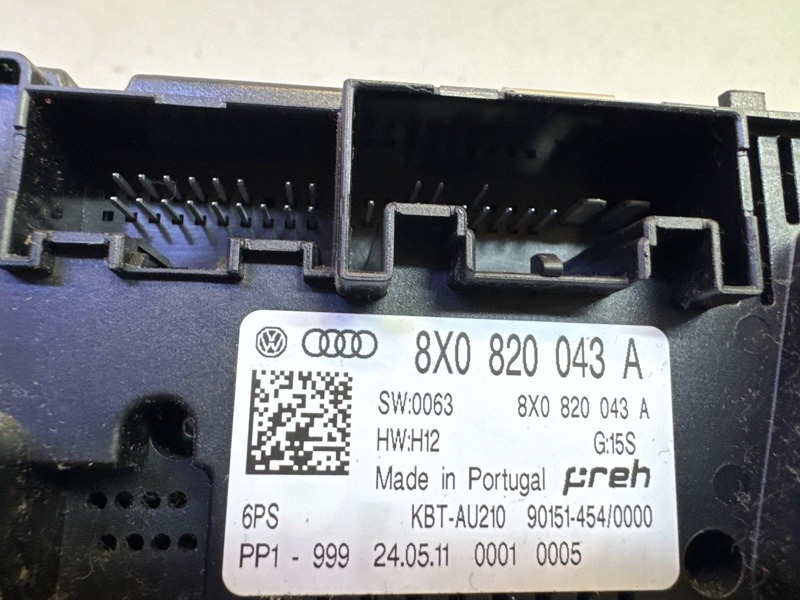 8X0 820 043 A
SW:0063 8X0 820 043 A
HW:H12 G:15S
Made in Portugal preh
6PS KBT-AU210 90151-454/0000
PP1 - 999 24.05.11 0001 0005